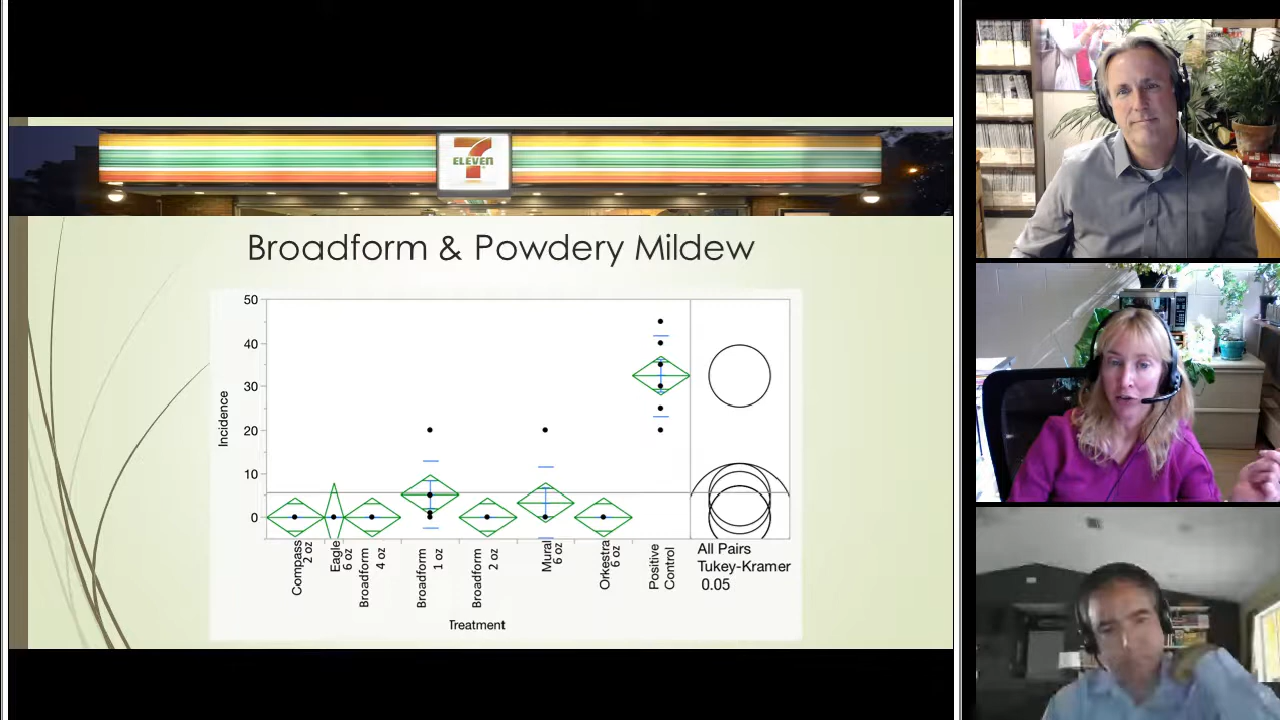 7
ELEVEN
Broadform & Powdery Mildew
50
40
30
20
10
0
Incidence
Compass
2 oz
Eagle
6 oz
Broadform
4 oz
Broadform
1 oz
Broadform
2 oz
Mural
6 oz
Orkestra
6 oz
Positive
Control
All Pairs
Tukey-Kramer
0.05
Treatment